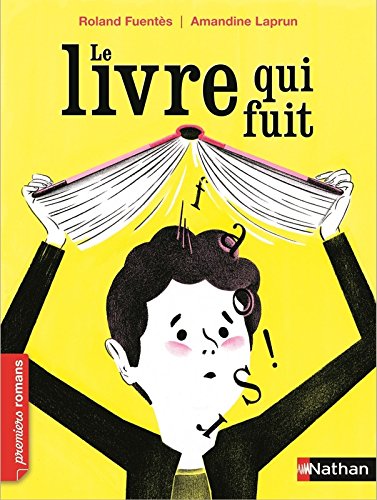 Roland Fuentès | Amandine Laprun
Le
livre qui
fuit
f
a
o
!
S
r
premiers romans
Nathan